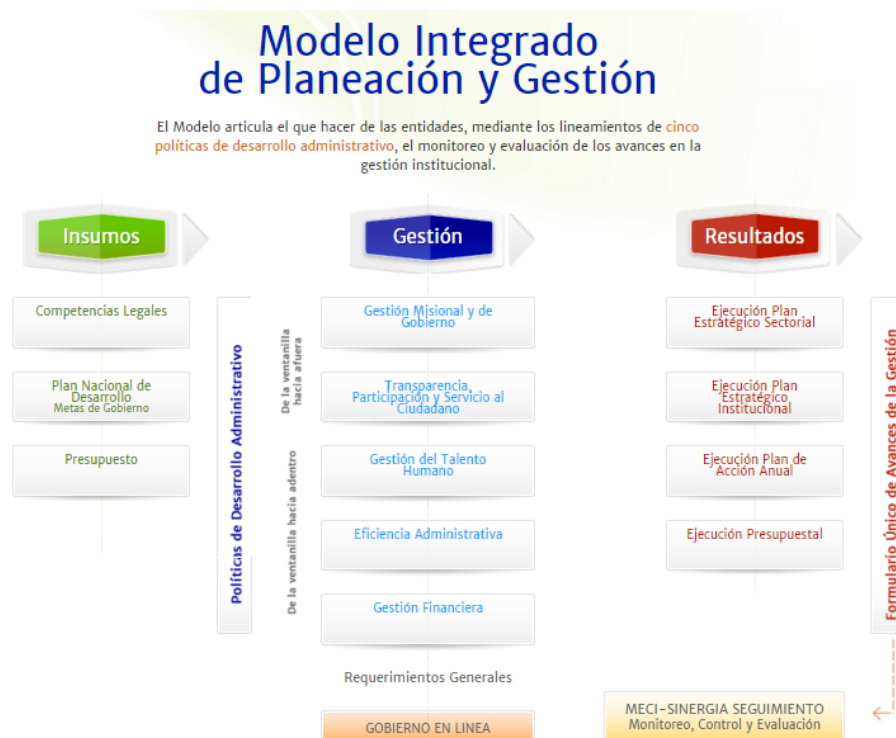 Modelo Integrado
de Planeación y Gestión
El Modelo articula el que hacer de las entidades, mediante los lineamientos de cinco
políticas de desarrollo administrativo, el monitoreo y evaluación de los avances en la
gestión institucional.
Insumos
Gestión
Resultados
Competencias Legales
Plan Nacional de
Desarrollo
Metas de Gobierno
Presupuesto
Políticas de Desarrollo Administrativo
De la ventanilla
hacia afuera
De la ventanilla hacia adentro
Gestión Misional y de
Gobierno
Transparencia,
Participación y Servicio al
Ciudadano
Gestión del Talento
Humano
Eficiencia Administrativa
Gestión Financiera
Requerimientos Generales
GOBIERNO EN LINEA
Ejecución Plan
Estratégico Sectorial
Ejecución Plan
Estratégico
Institucional
Ejecución Plan de
Acción Anual
Ejecución Presupuestal
Formulario Único de Avances de la Gestión
MECI-SINERGIA SEGUIMIENTO
Monitoreo, Control y Evaluación